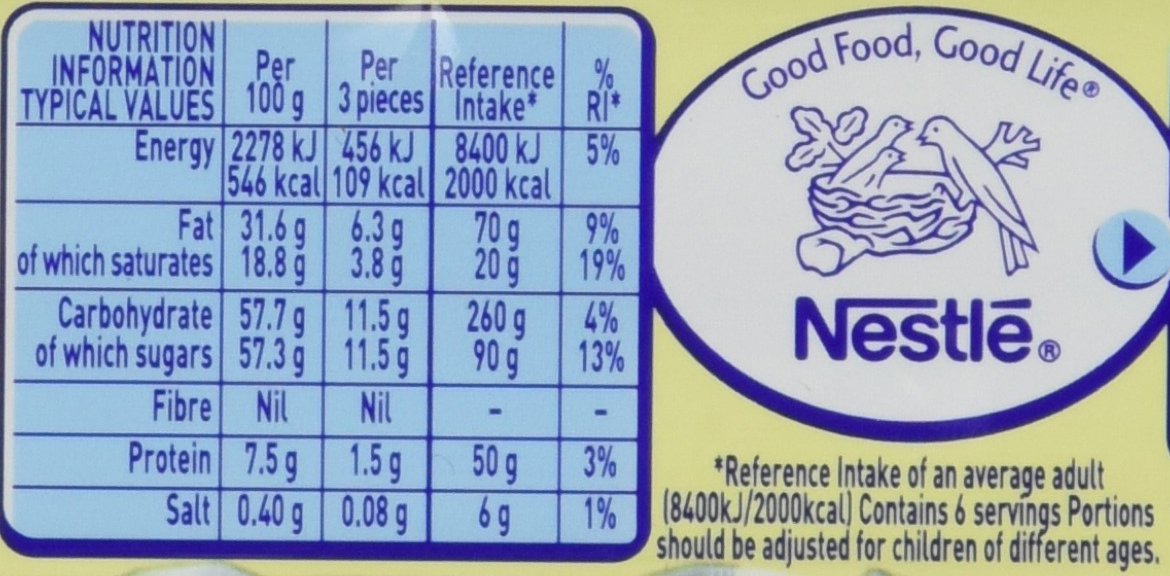 NUTRITION INFORMATION TYPICAL VALUES Per 100 g Per 3 pieces Reference Intake* % RI*
Energy 2278 kJ 456 kJ 8400 kJ 5%
546 kcal 109 kcal 2000 kcal
Fat 31.6 g 6.3 g 70 g 9%
of which saturates 18.8 g 3.8 g 20 g 19%
Carbohydrate 57.7 g 11.5 g 260 g 4%
of which sugars 57.3 g 11.5 g 90 g 13%
Fibre Nil Nil - -
Protein 7.5 g 1.5 g 50 g 3%
Salt 0.40 g 0.08 g 6 g 1%
Good Food, Good Life®
Nestlé®
*Reference Intake of an average adult
(8400kJ/2000kcal) Contains 6 servings Portions
should be adjusted for children of different ages.